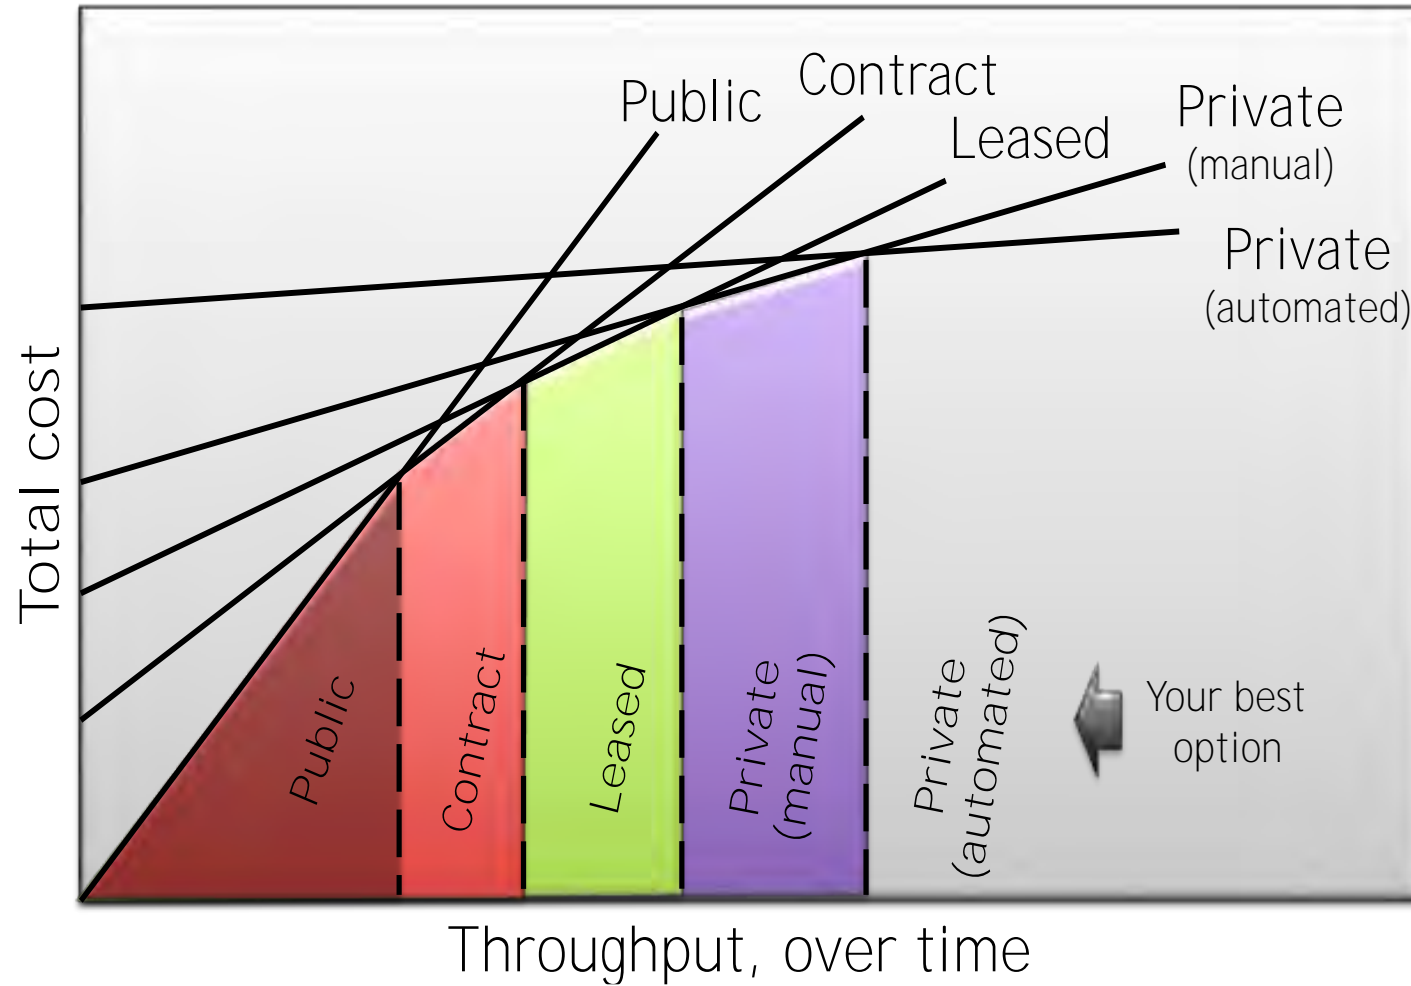 Public
Contract
Leased
Private
(manual)
Private
(automated)
Total cost
Public
Contract
Leased
Private
(manual)
Private
(automated)
Your best
option
Throughput, over time